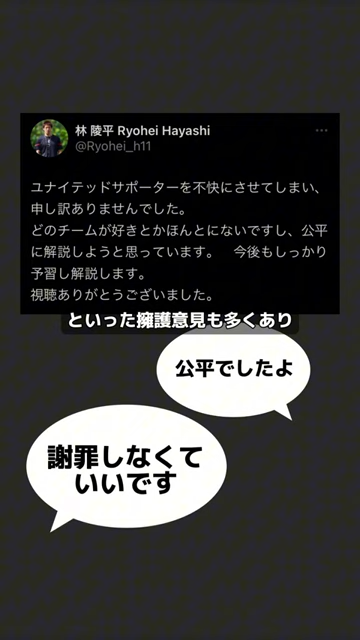 林 陵平 Ryohei Hayashi
@Ryohei_h11
ユナイテッドサポーターを不快にさせてしまい、
申し訳ありませんでした。
どのチームが好きとかほんとにないですし、公平
に解説しようと思っています。　今後もしっかり
予習し解説します。
視聴ありがとうございました。
といった擁護意見も多くあり
公平でしたよ
謝罪しなくて
いいです